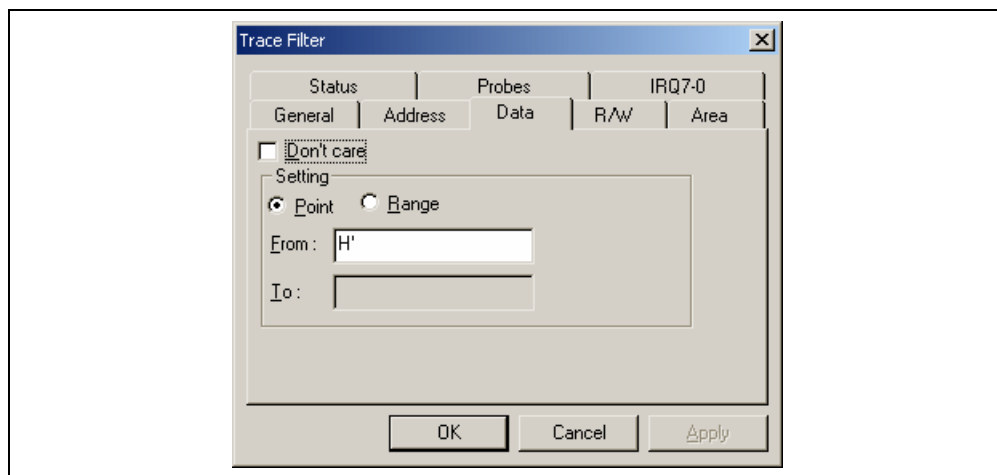 Trace Filter
Status Probes IRQ7-0
General Address Data R/W Area
Don't care
Setting
Point Range
From : H'
To :
OK Cancel Apply